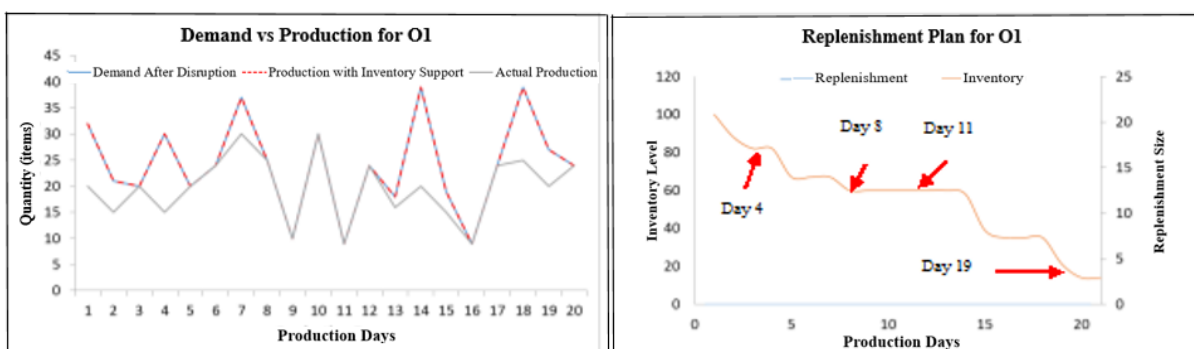 Demand vs Production for O1
Demand After Disruption Production with Inventory Support Actual Production
Quantity (items)
45
40
35
30
25
20
15
10
5
0
1 2 3 4 5 6 7 8 9 10 11 12 13 14 15 16 17 18 19 20
Production Days
Replenishment Plan for O1
Replenishment Inventory
Inventory Level
120
100
80
60
40
20
0
Day 4
Day 8
Day 11
Day 19
25
20
15
10
5
0
Replenishment Size
0 5 10 15 20
Production Days